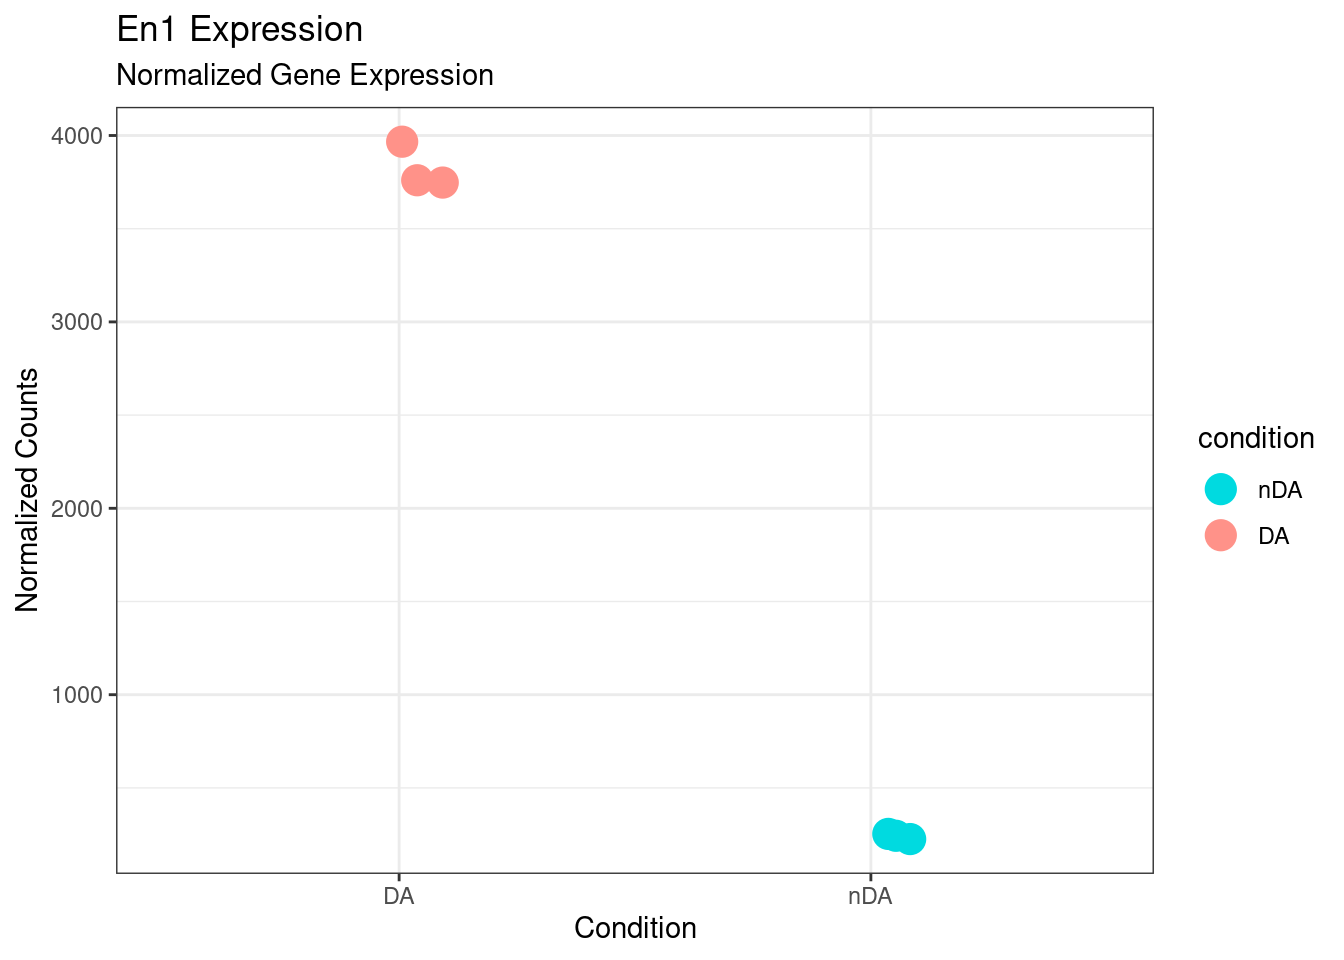 En1 Expression
Normalized Gene Expression
4000
3000
2000
1000
Normalized Counts
DA
nDA
Condition
condition
nDA
DA